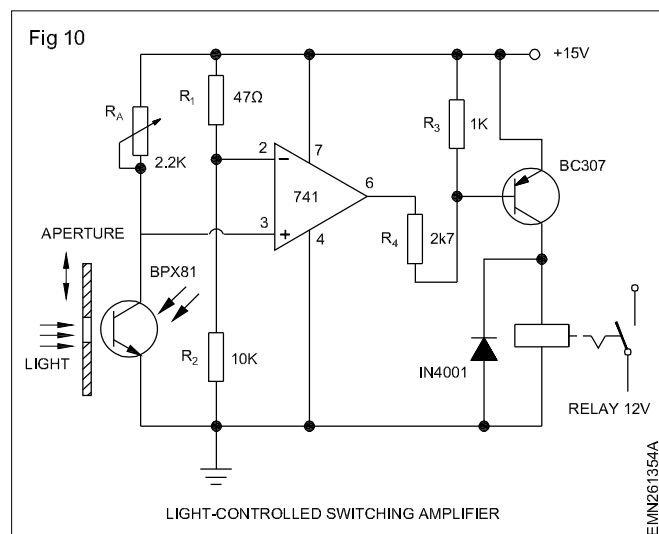 Fig 10
+15V
R1
47Ω
RA
2.2K
R3
1K
BC307
2
7
741
6
3
4
R4
2k7
APERTURE
BPX81
LIGHT
R2
10K
IN4001
RELAY 12V
LIGHT-CONTROLLED SWITCHING AMPLIFIER
EMN261354A